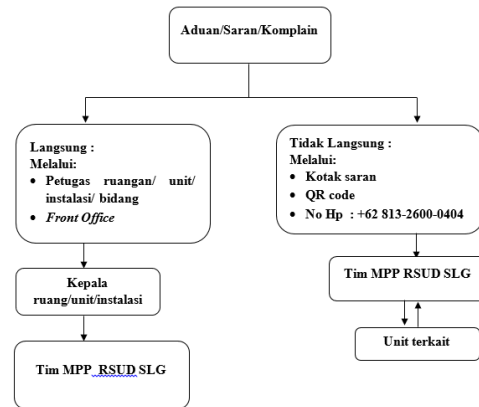 Aduan/Saran/Komplain
Langsung :
Melalui:
• Petugas ruangan/ unit/
instalasi/ bidang
• Front Office
Kepala
ruang/unit/instalasi
Tim MPP RSUD SLG
Tidak Langsung :
Melalui:
• Kotak saran
• QR code
• No Hp : +62 813-2600-0404
Tim MPP RSUD SLG
Unit terkait